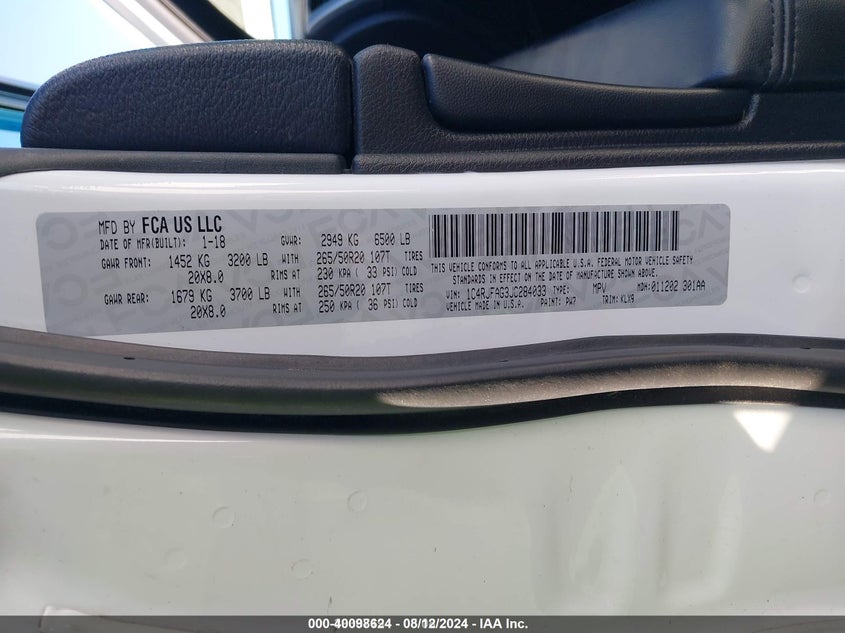 MFD BY FCA US LLC
DATE OF MFR(BUILT): 1-18 GVWR: 2949 KG 6500 LB
GAWR FRONT: 1452 KG 3200 LB WITH 265/50R20 107T TIRES
20X8.0 RIMS AT 230 KPA ( 33 PSI) COLD
GAWR REAR: 1679 KG 3700 LB WITH 265/50R20 107T TIRES
20X8.0 RIMS AT 250 KPA ( 36 PSI) COLD
THIS VEHICLE CONFORMS TO ALL APPLICABLE U.S.A. FEDERAL MOTOR VEHICLE SAFETY
STANDARDS IN EFFECT ON THE DATE OF MANUFACTURE SHOWN ABOVE.
VIN: 1C4RJFAG3JC284033 TYPE: MPV MDH: 011202 301AA
VEHICLE MADE IN U.S.A. PAINT: PW7 TRIM: KLX9
000-40098624 - 08/12/2024 - IAA Inc.